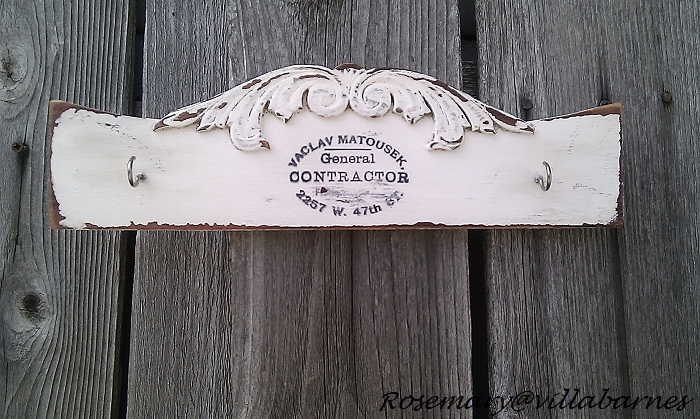 VACLAV MATOUSEK,
General
CONTRACTOR
2257 W. 47th ST.
Rosemary@villabarnes